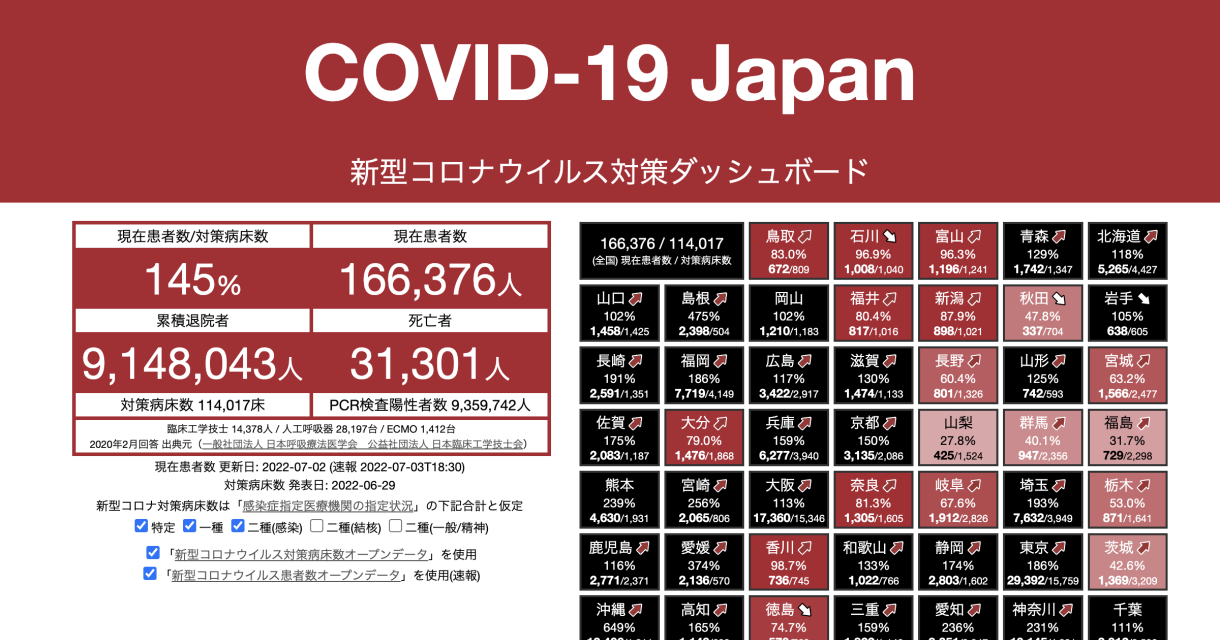 COVID-19 Japan
新型コロナウイルス対策ダッシュボード
現在患者数/対策病床数
現在患者数
145%
166,376人
累積退院者
死亡者
9,148,043人
31,301人
対策病床数 114,017床
PCR検査陽性者数 9,359,742人
臨床工学技士 14,378人 / 人工呼吸器 28,197台 / ECMO 1,412台
2020年2月回答 出典元（一般社団法人 日本呼吸療法医学会　公益社団法人 日本臨床工学技士会）
現在患者数 更新日: 2022-07-02 (速報 2022-07-03T18:30)
対策病床数 発表日: 2022-06-29
新型コロナ対策病床数は「感染症指定医療機関の指定状況」の下記合計と仮定
特定 一種 二種(感染) 二種(結核) 二種(一般/精神)
「新型コロナウイルス対策病床数オープンデータ」を使用
「新型コロナウイルス患者数オープンデータ」を使用(速報)
166,376 / 114,017
(全国) 現在患者数 / 対策病床数
鳥取
83.0%
672/809
石川
96.9%
1,008/1,040
富山
96.3%
1,196/1,241
青森
129%
1,742/1,347
北海道
118%
5,265/4,427
山口
102%
1,458/1,425
島根
475%
2,398/504
岡山
102%
1,210/1,183
福井
80.4%
817/1,016
新潟
87.9%
898/1,021
秋田
47.8%
337/704
岩手
105%
638/605
長崎
191%
2,591/1,351
福岡
186%
7,719/4,149
広島
117%
3,422/2,917
滋賀
130%
1,474/1,133
長野
60.4%
801/1,326
山形
125%
742/593
宮城
63.2%
1,566/2,477
佐賀
175%
2,083/1,187
大分
79.0%
1,476/1,868
兵庫
159%
6,277/3,940
京都
150%
3,135/2,086
山梨
27.8%
425/1,524
群馬
40.1%
947/2,356
福島
31.7%
729/2,298
熊本
239%
4,630/1,931
宮崎
256%
2,065/806
大阪
113%
17,360/15,346
奈良
81.3%
1,305/1,605
岐阜
67.6%
1,912/2,826
埼玉
193%
7,632/3,949
栃木
53.0%
871/1,641
鹿児島
116%
2,771/2,371
愛媛
374%
2,136/570
香川
98.7%
736/745
和歌山
133%
1,022/766
静岡
174%
2,803/1,602
東京
186%
29,392/15,759
茨城
42.6%
1,369/3,209
沖縄
649%
高知
165%
徳島
74.7%
三重
159%
愛知
236%
神奈川
231%
千葉
111%